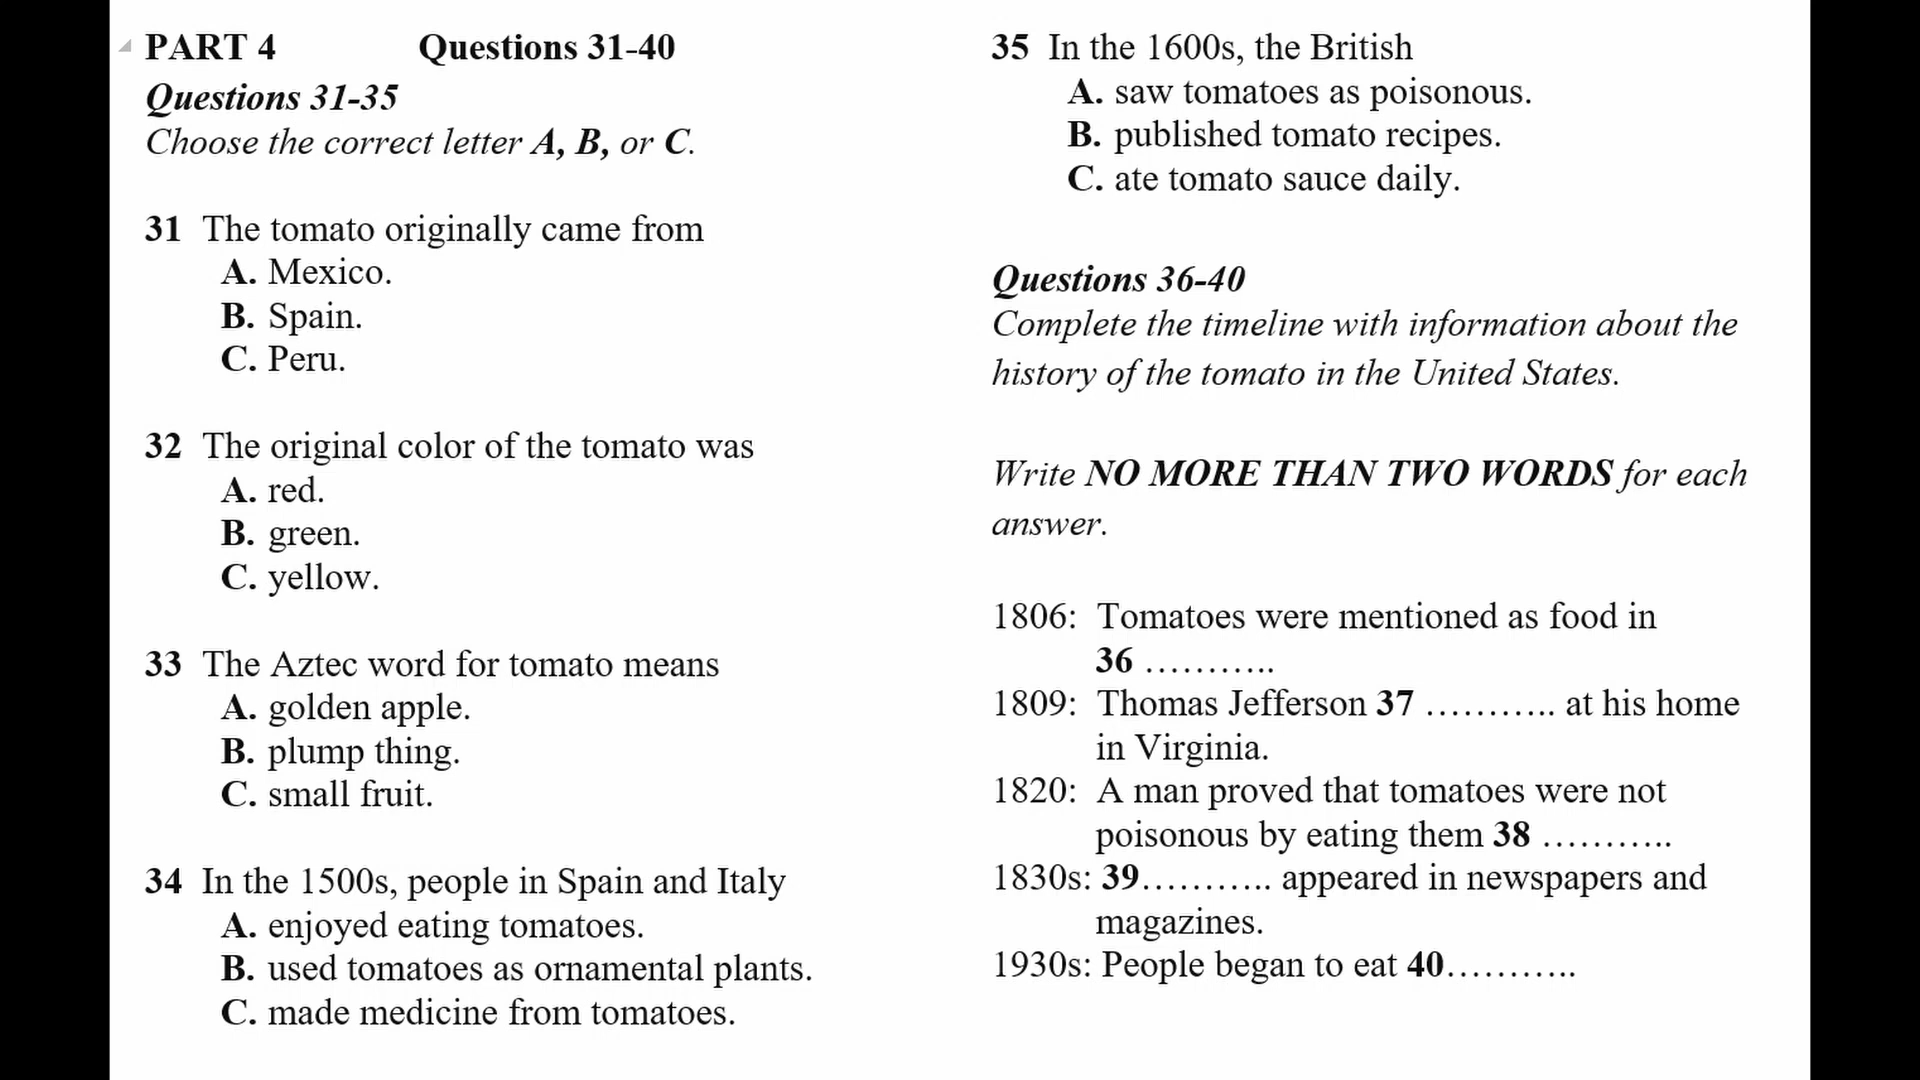 PART 4 Questions 31-40
Questions 31-35
Choose the correct letter A, B, or C.
31 The tomato originally came from
A. Mexico.
B. Spain.
C. Peru.
32 The original color of the tomato was
A. red.
B. green.
C. yellow.
33 The Aztec word for tomato means
A. golden apple.
B. plump thing.
C. small fruit.
34 In the 1500s, people in Spain and Italy
A. enjoyed eating tomatoes.
B. used tomatoes as ornamental plants.
C. made medicine from tomatoes.
35 In the 1600s, the British
A. saw tomatoes as poisonous.
B. published tomato recipes.
C. ate tomato sauce daily.
Questions 36-40
Complete the timeline with information about the
history of the tomato in the United States.
Write NO MORE THAN TWO WORDS for each
answer.
1806: Tomatoes were mentioned as food in
36 ………..
1809: Thomas Jefferson 37 ……….. at his home
in Virginia.
1820: A man proved that tomatoes were not
poisonous by eating them 38 ………..
1830s: 39……….. appeared in newspapers and
magazines.
1930s: People began to eat 40………..